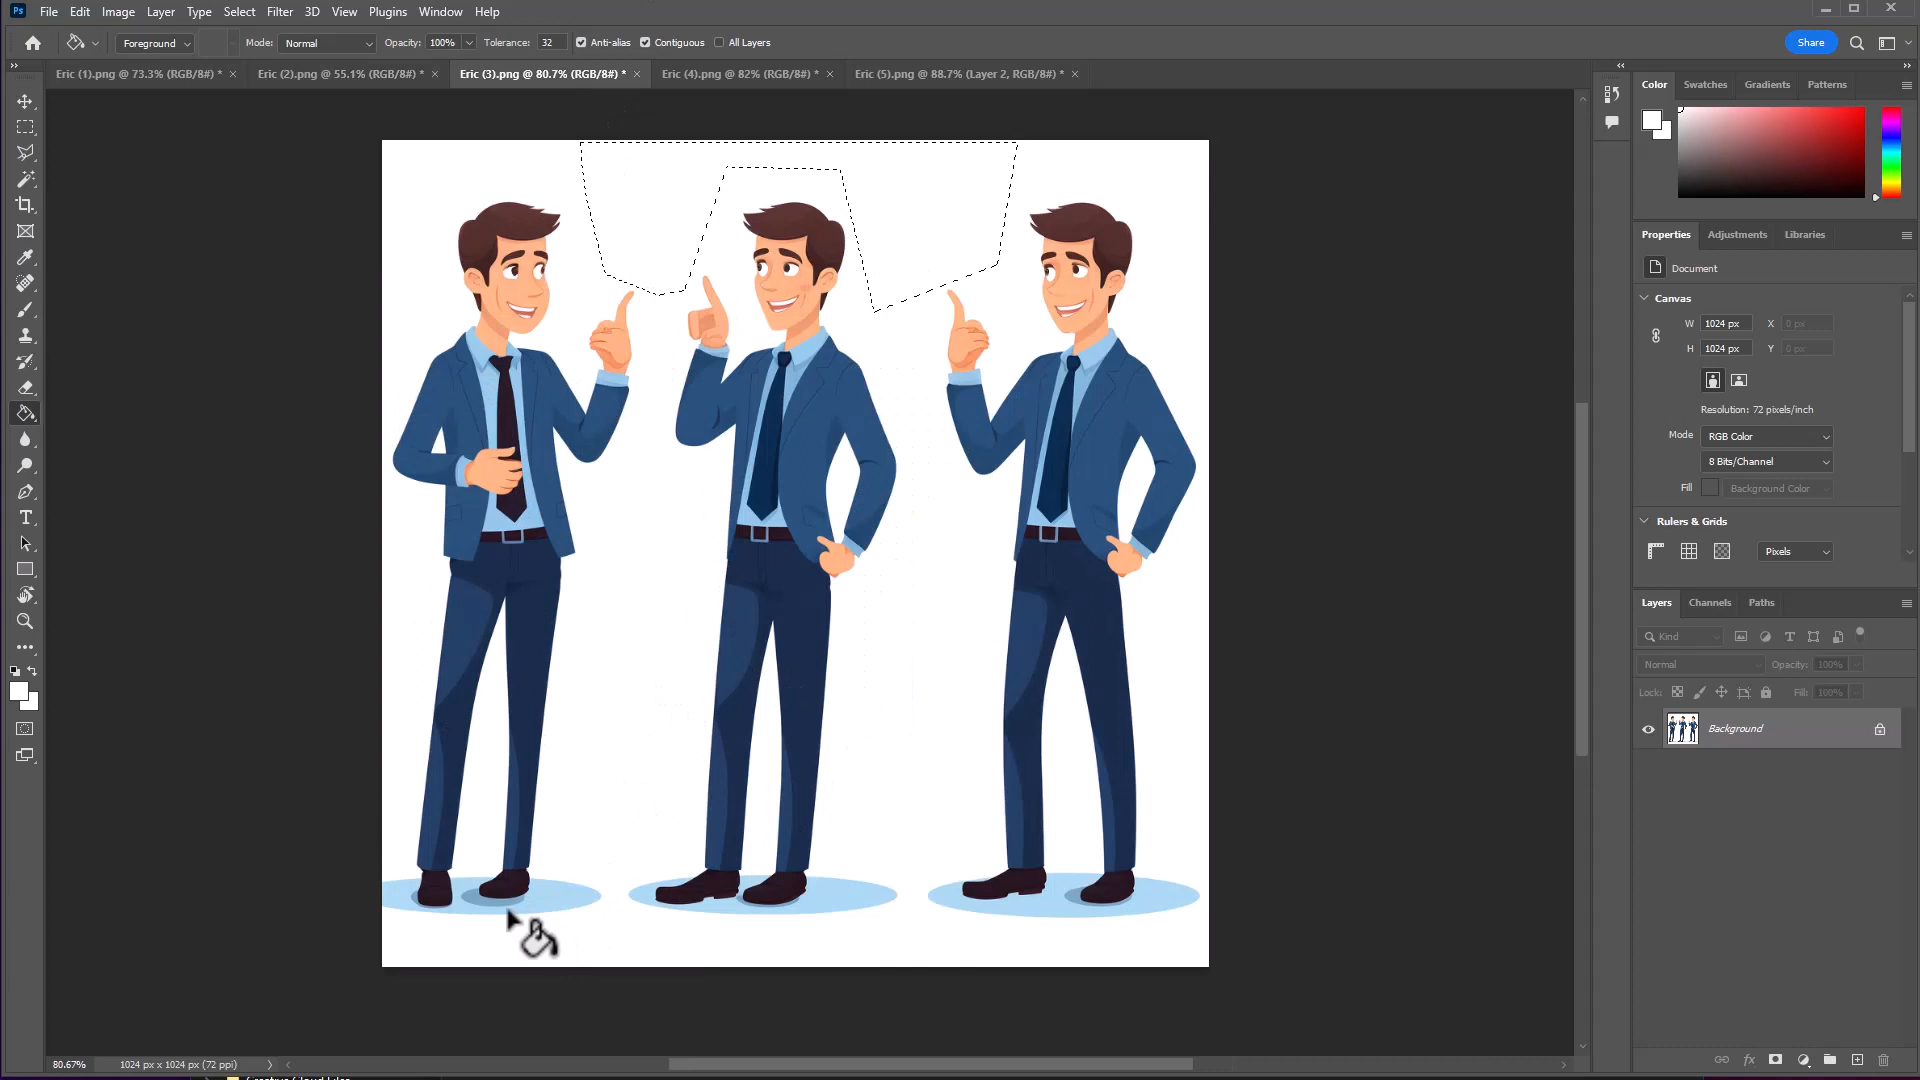 Ps File Edit Image Layer Type Select Filter 3D View Plugins Window Help
Foreground Mode: Normal Opacity: 100% Tolerance: 32 Anti-alias Contiguous All Layers Share
Eric (1).png @ 73.3% (RGB/8#) * Eric (2).png @ 55.1% (RGB/8#) * Eric (3).png @ 80.7% (RGB/8#) * Eric (4).png @ 82% (RGB/8#) * Eric (5).png @ 88.7% (Layer 2, RGB/8#) *
Color Swatches Gradients Patterns
Properties Adjustments Libraries
Document
Canvas
W 1024 px X 0 px
H 1024 px Y 0 px
Resolution: 72 pixels/inch
Mode RGB Color
8 Bits/Channel
Fill Background Color
Rulers & Grids
Pixels
Layers Channels Paths
Kind
Normal Opacity: 100%
Lock: Fill: 100%
Background
80.67% 1024 px x 1024 px (72 ppi)